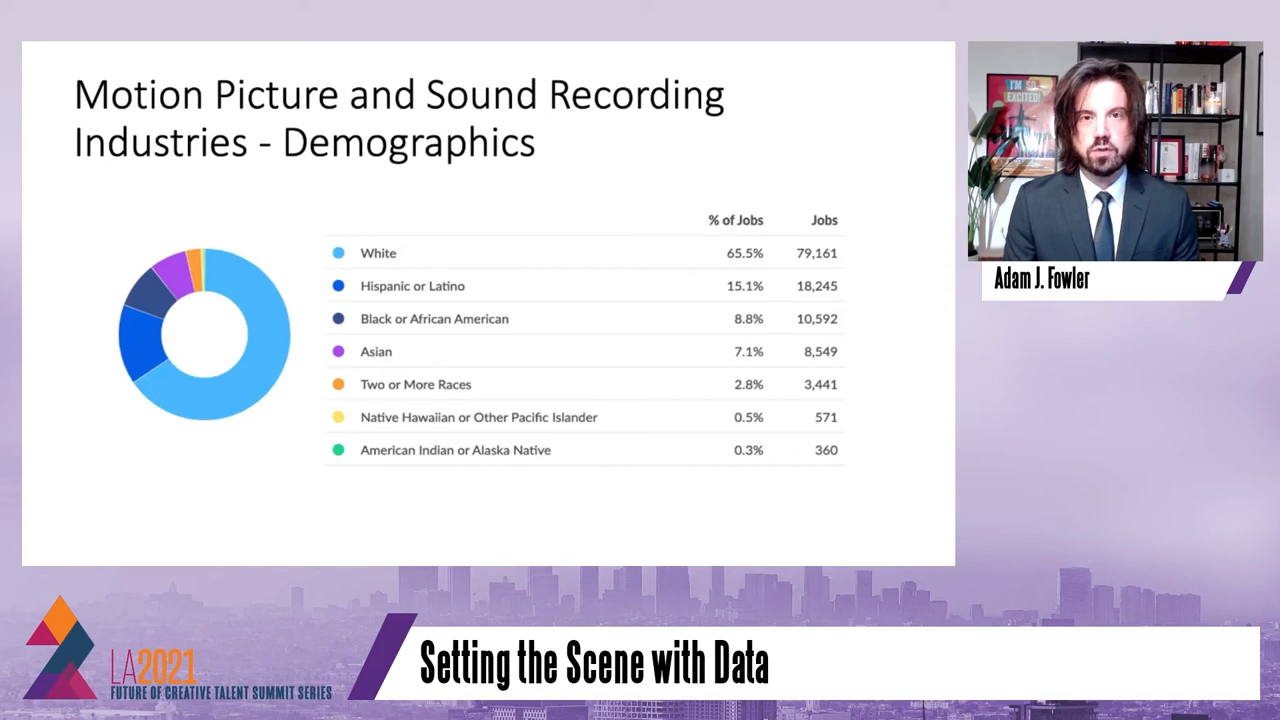 Motion Picture and Sound Recording
Industries - Demographics
% of Jobs Jobs
White 65.5% 79,161
Hispanic or Latino 15.1% 18,245
Black or African American 8.8% 10,592
Asian 7.1% 8,549
Two or More Races 2.8% 3,441
Native Hawaiian or Other Pacific Islander 0.5% 571
American Indian or Alaska Native 0.3% 360
I'M SO
EXCITED!
Adam J. Fowler
LA2021
FUTURE OF CREATIVE TALENT SUMMIT SERIES
Setting the Scene with Data